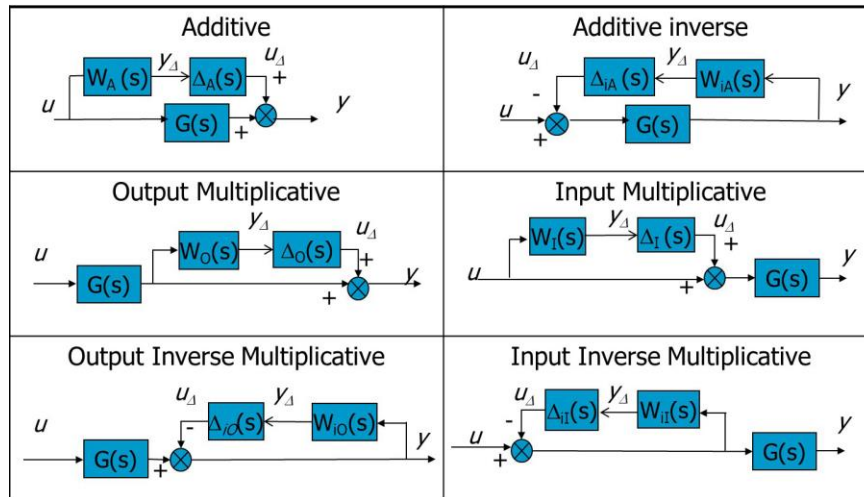 Additive
W_A(s) y_Δ Δ_A(s) u_Δ
+
u G(s) + y
Additive inverse
u_Δ Δ_iA(s) y_Δ W_iA(s) y
-
u + G(s)
Output Multiplicative
W_O(s) y_Δ Δ_O(s) u_Δ
+
u G(s) + y
Input Multiplicative
W_I(s) y_Δ Δ_I(s) u_Δ
+
u + G(s) y
Output Inverse Multiplicative
u_Δ Δ_iO(s) y_Δ W_iO(s)
-
u G(s) + y
Input Inverse Multiplicative
u_Δ Δ_iI(s) y_Δ W_iI(s)
-
u + G(s) y